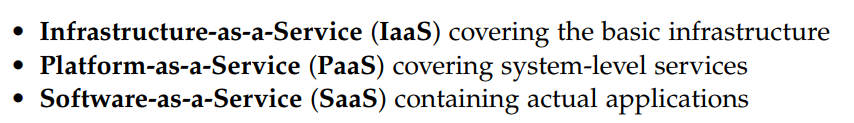 • Infrastructure-as-a-Service (IaaS) covering the basic infrastructure
• Platform-as-a-Service (PaaS) covering system-level services
• Software-as-a-Service (SaaS) containing actual applications